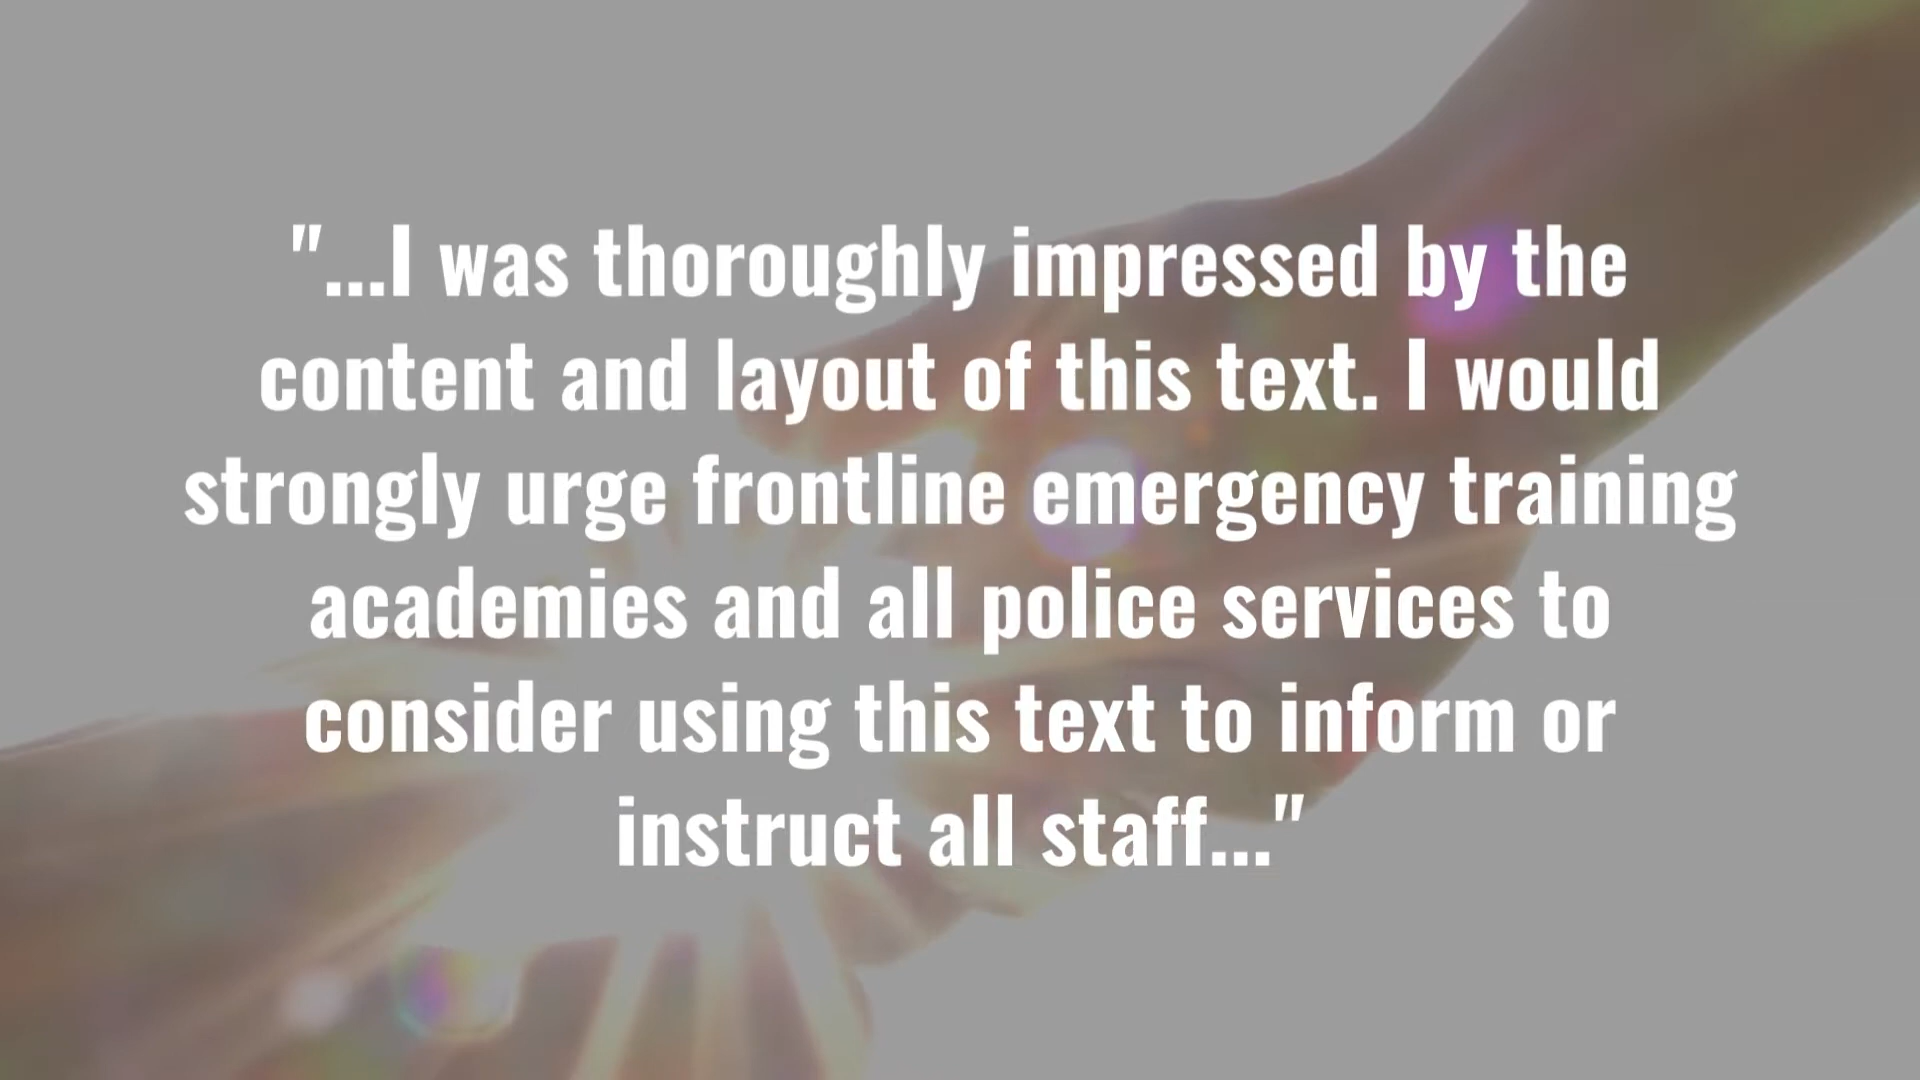 "...I was thoroughly impressed by the
content and layout of this text. I would
strongly urge frontline emergency training
academies and all police services to
consider using this text to inform or
instruct all staff..."